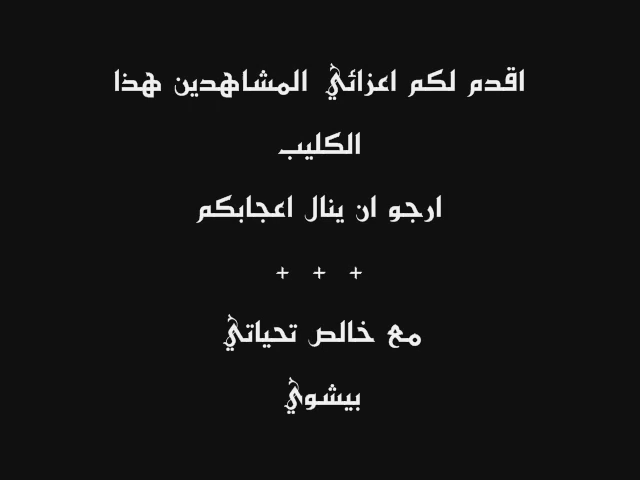 اقدم لكم اعزائي المشاهدين هذا
الكليب
ارجو ان ينال اعجابكم
+ + +
مع خالص تحياتي
بيشوي